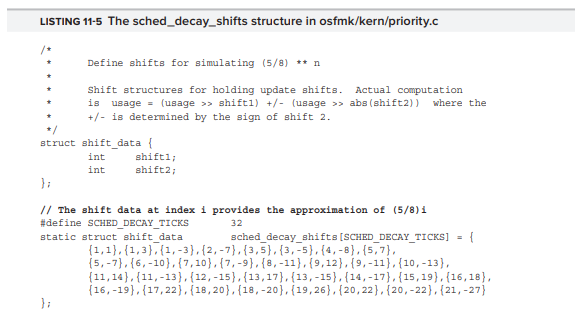 LISTING 11-5 The sched_decay_shifts structure in osfmk/kern/priority.c
/*
*       Define shifts for simulating (5/8) ** n
*
*       Shift structures for holding update shifts.  Actual computation
*       is  usage = (usage >> shift1) +/- (usage >> abs(shift2))  where the
*       +/- is determined by the sign of shift 2.
*/
struct shift_data {
        int     shift1;
        int     shift2;
};
// The shift data at index i provides the approximation of (5/8)i
#define SCHED_DECAY_TICKS       32
static struct shift_data        sched_decay_shifts[SCHED_DECAY_TICKS] = {
        {1,1},{1,3},{1,-3},{2,-7},{3,5},{3,-5},{4,-8},{5,7},
        {5,-7},{6,-10},{7,10},{7,-9},{8,-11},{9,12},{9,-11},{10,-13},
        {11,14},{11,-13},{12,-15},{13,17},{13,-15},{14,-17},{15,19},{16,18},
        {16,-19},{17,22},{18,20},{18,-20},{19,26},{20,22},{20,-22},{21,-27}
};